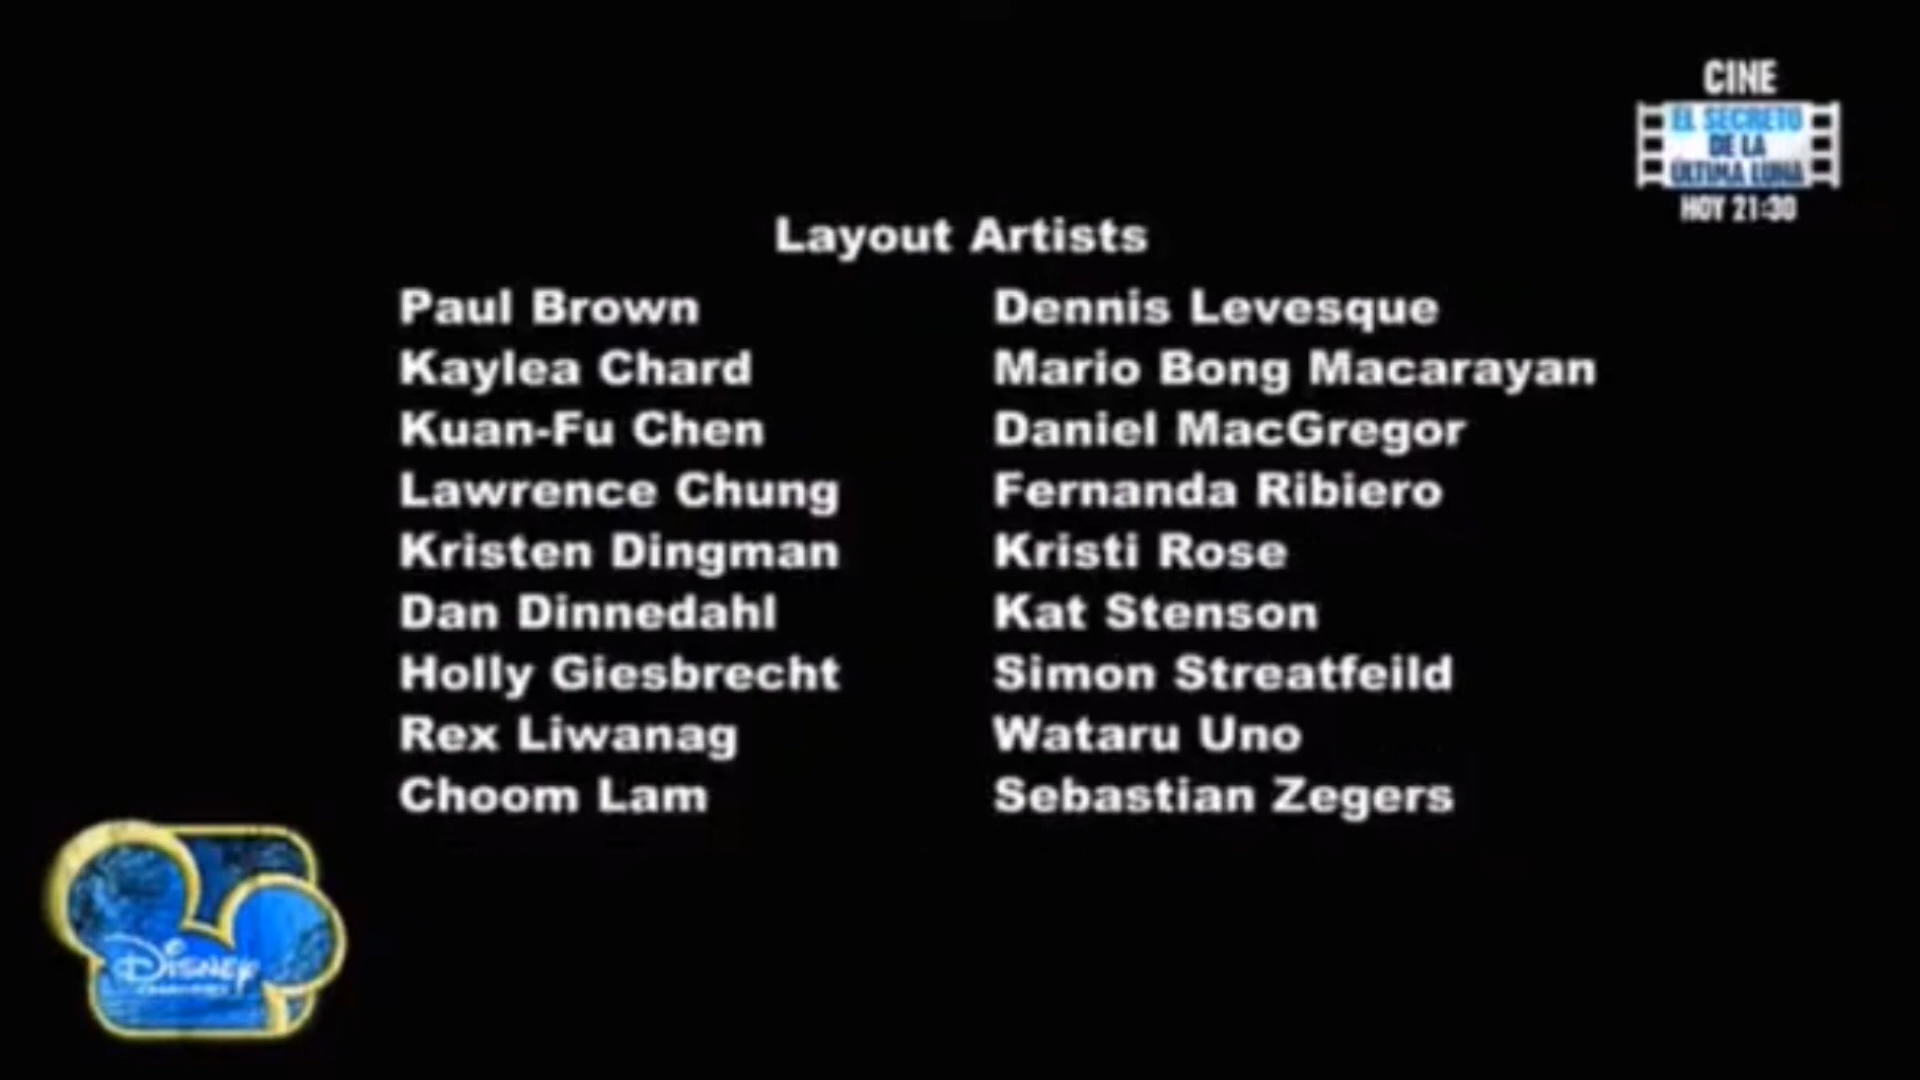 CINE
EL SECRETO
DE LA
ÚLTIMA LUNA
HOY 21:30
Layout Artists
Paul Brown
Kaylea Chard
Kuan-Fu Chen
Lawrence Chung
Kristen Dingman
Dan Dinnedahl
Holly Giesbrecht
Rex Liwanag
Choom Lam
Dennis Levesque
Mario Bong Macarayan
Daniel MacGregor
Fernanda Ribiero
Kristi Rose
Kat Stenson
Simon Streatfeild
Wataru Uno
Sebastian Zegers
Disney